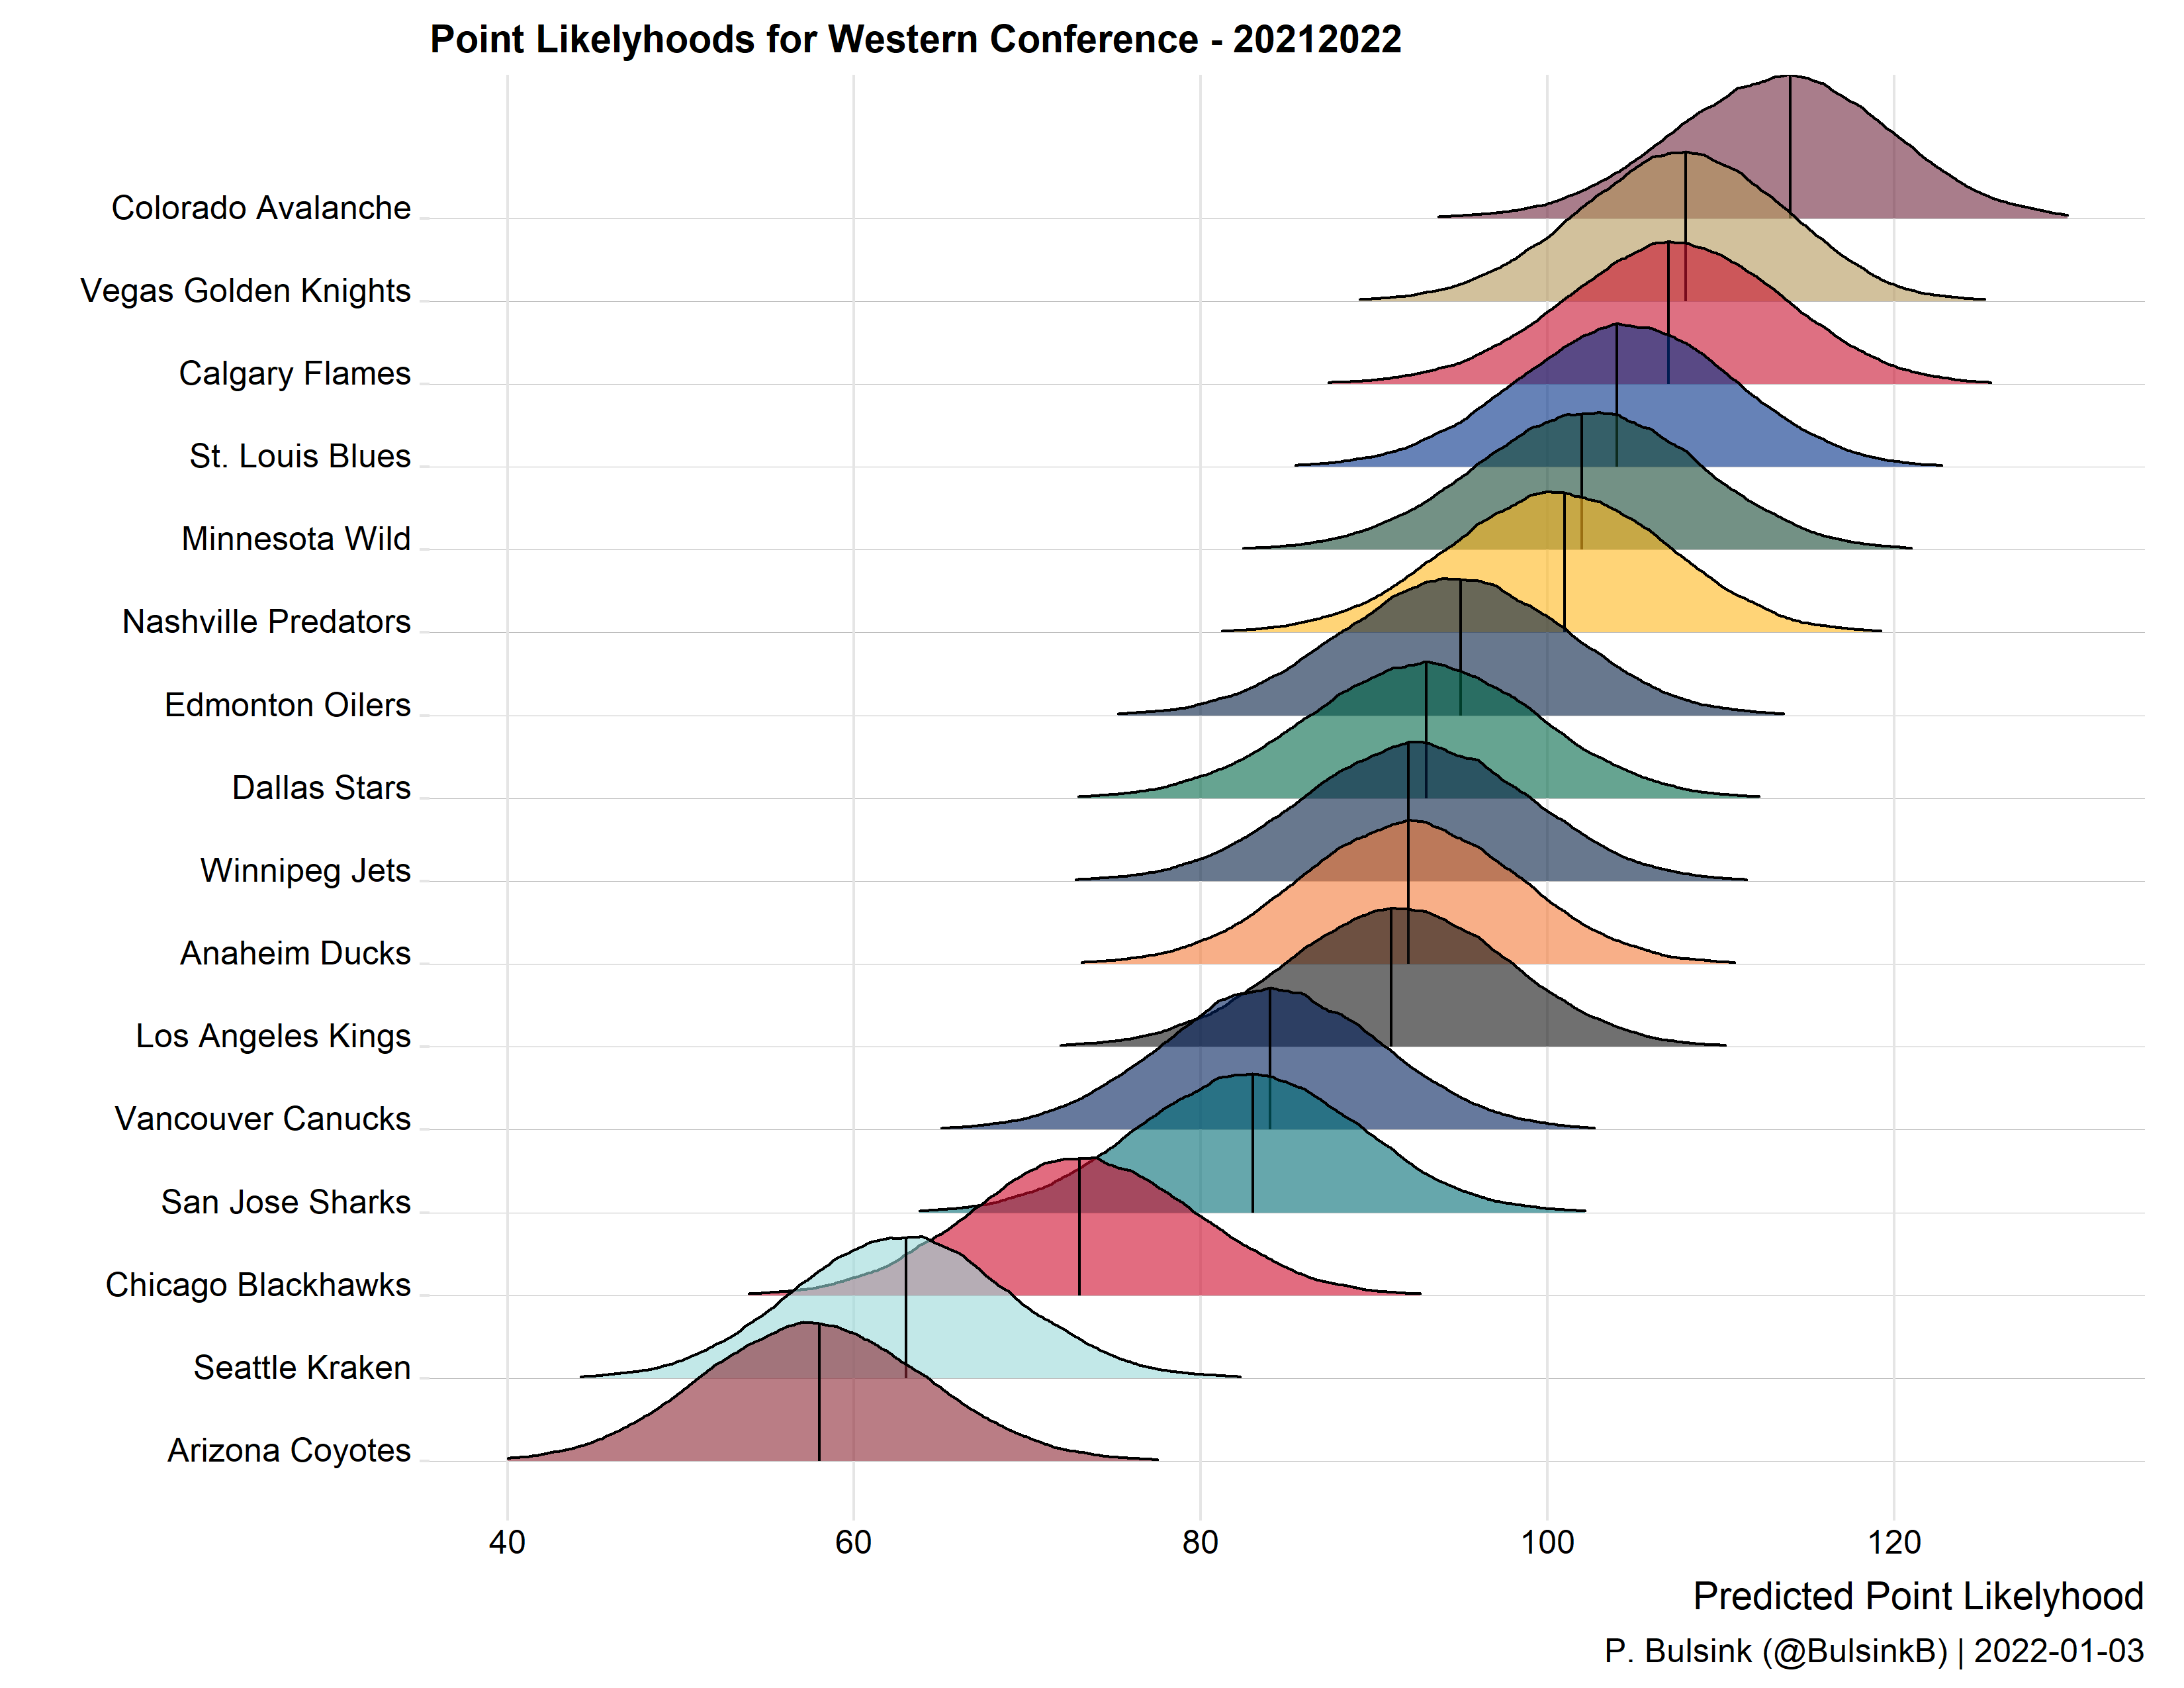 Point Likelyhoods for Western Conference - 20212022
Colorado Avalanche
Vegas Golden Knights
Calgary Flames
St. Louis Blues
Minnesota Wild
Nashville Predators
Edmonton Oilers
Dallas Stars
Winnipeg Jets
Anaheim Ducks
Los Angeles Kings
Vancouver Canucks
San Jose Sharks
Chicago Blackhawks
Seattle Kraken
Arizona Coyotes
40 60 80 100 120
Predicted Point Likelyhood
P. Bulsink (@BulsinkB) | 2022-01-03